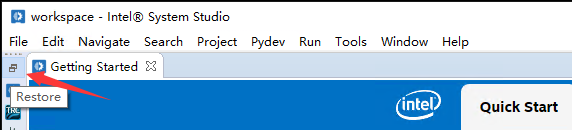 workspace - Intel® System Studio
File Edit Navigate Search Project Pydev Run Tools Window Help
Getting Started
Restore
TRC
intel
Quick Start